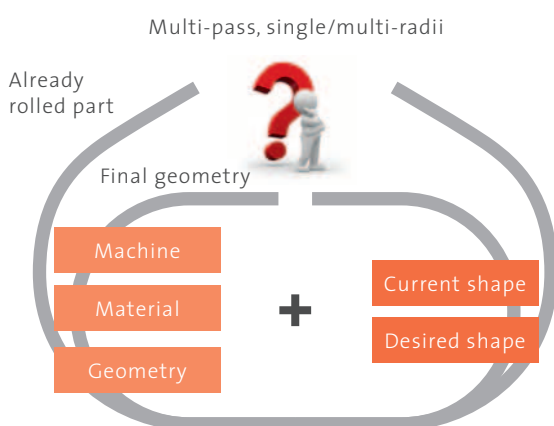 Multi-pass, single/multi-radii
Already
rolled part
Final geometry
Machine
Material
Geometry
+
Current shape
Desired shape